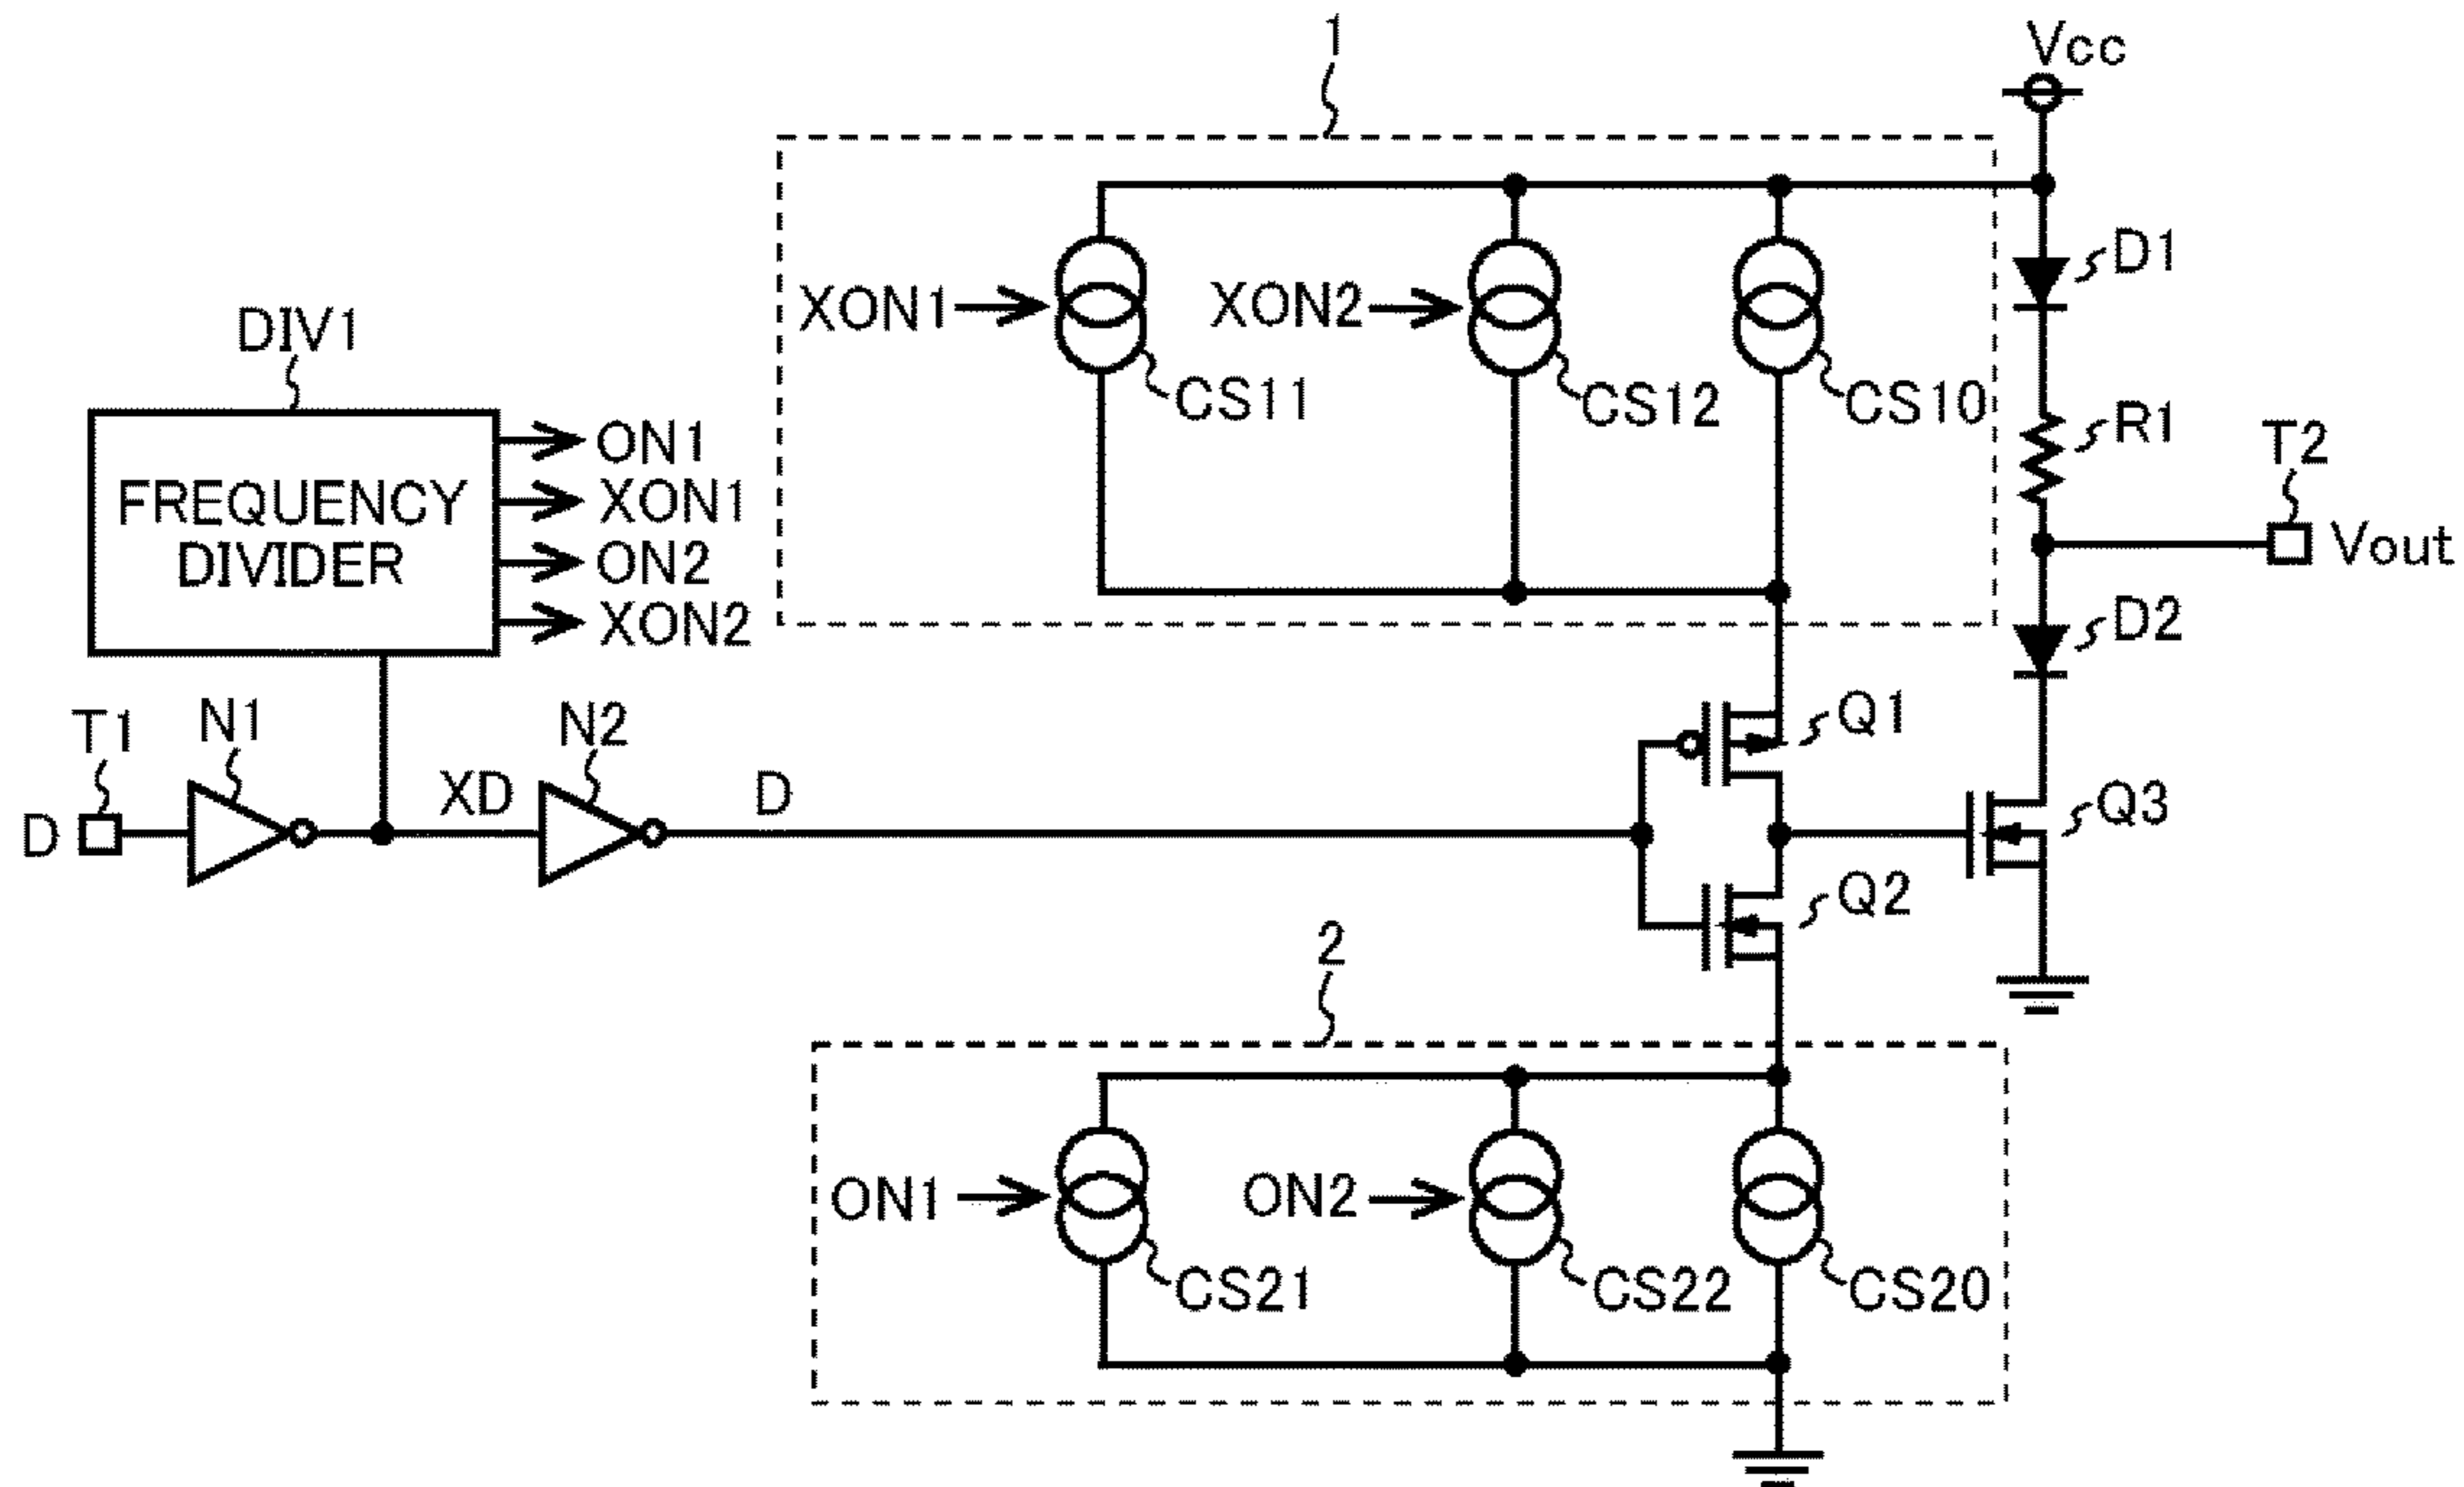 1
Vcc
D1
XON1
XON2
DIV1
CS11
CS12
CS10
R1
T2
ON1
FREQUENCY
DIVIDER
XON1
ON2
XON2
Vout
D2
T1
N1
N2
Q1
XD
D
D
Q3
Q2
2
ON1
ON2
CS21
CS22
CS20